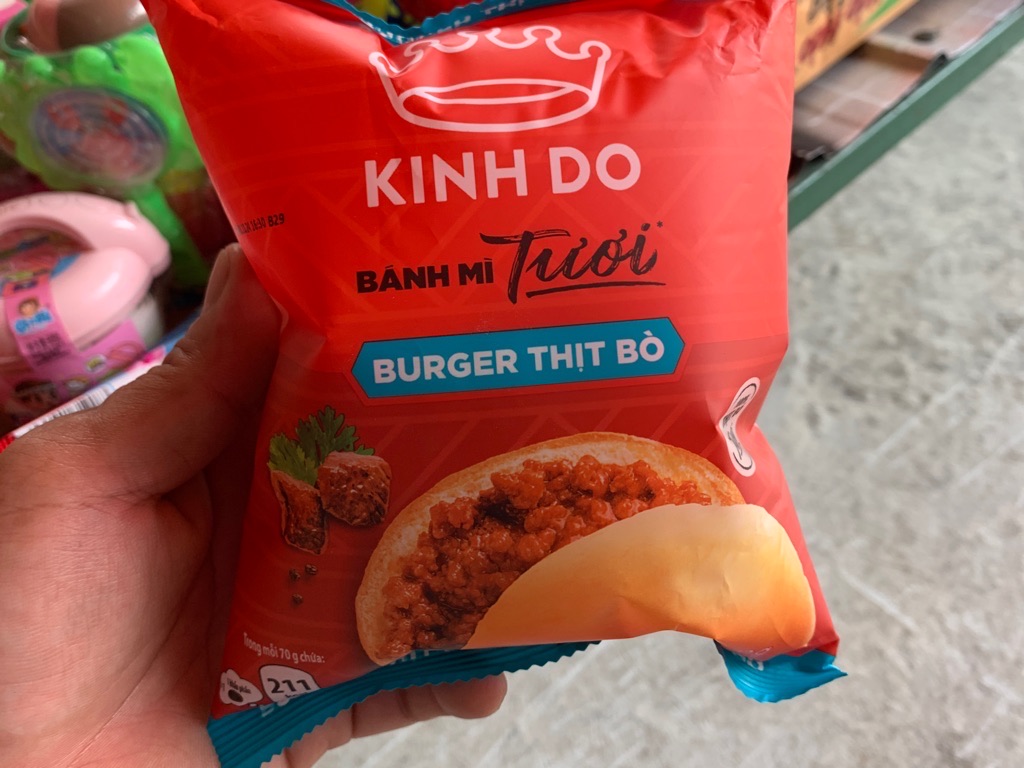 KINH DO
BÁNH MÌ Tươi*
BURGER THỊT BÒ
Trong mỗi 70 g chứa:
211